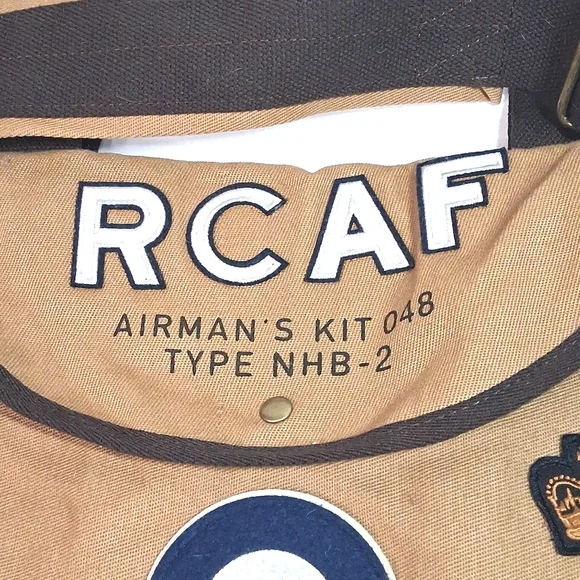 RCAF
AIRMAN'S KIT 048
TYPE NHB-2